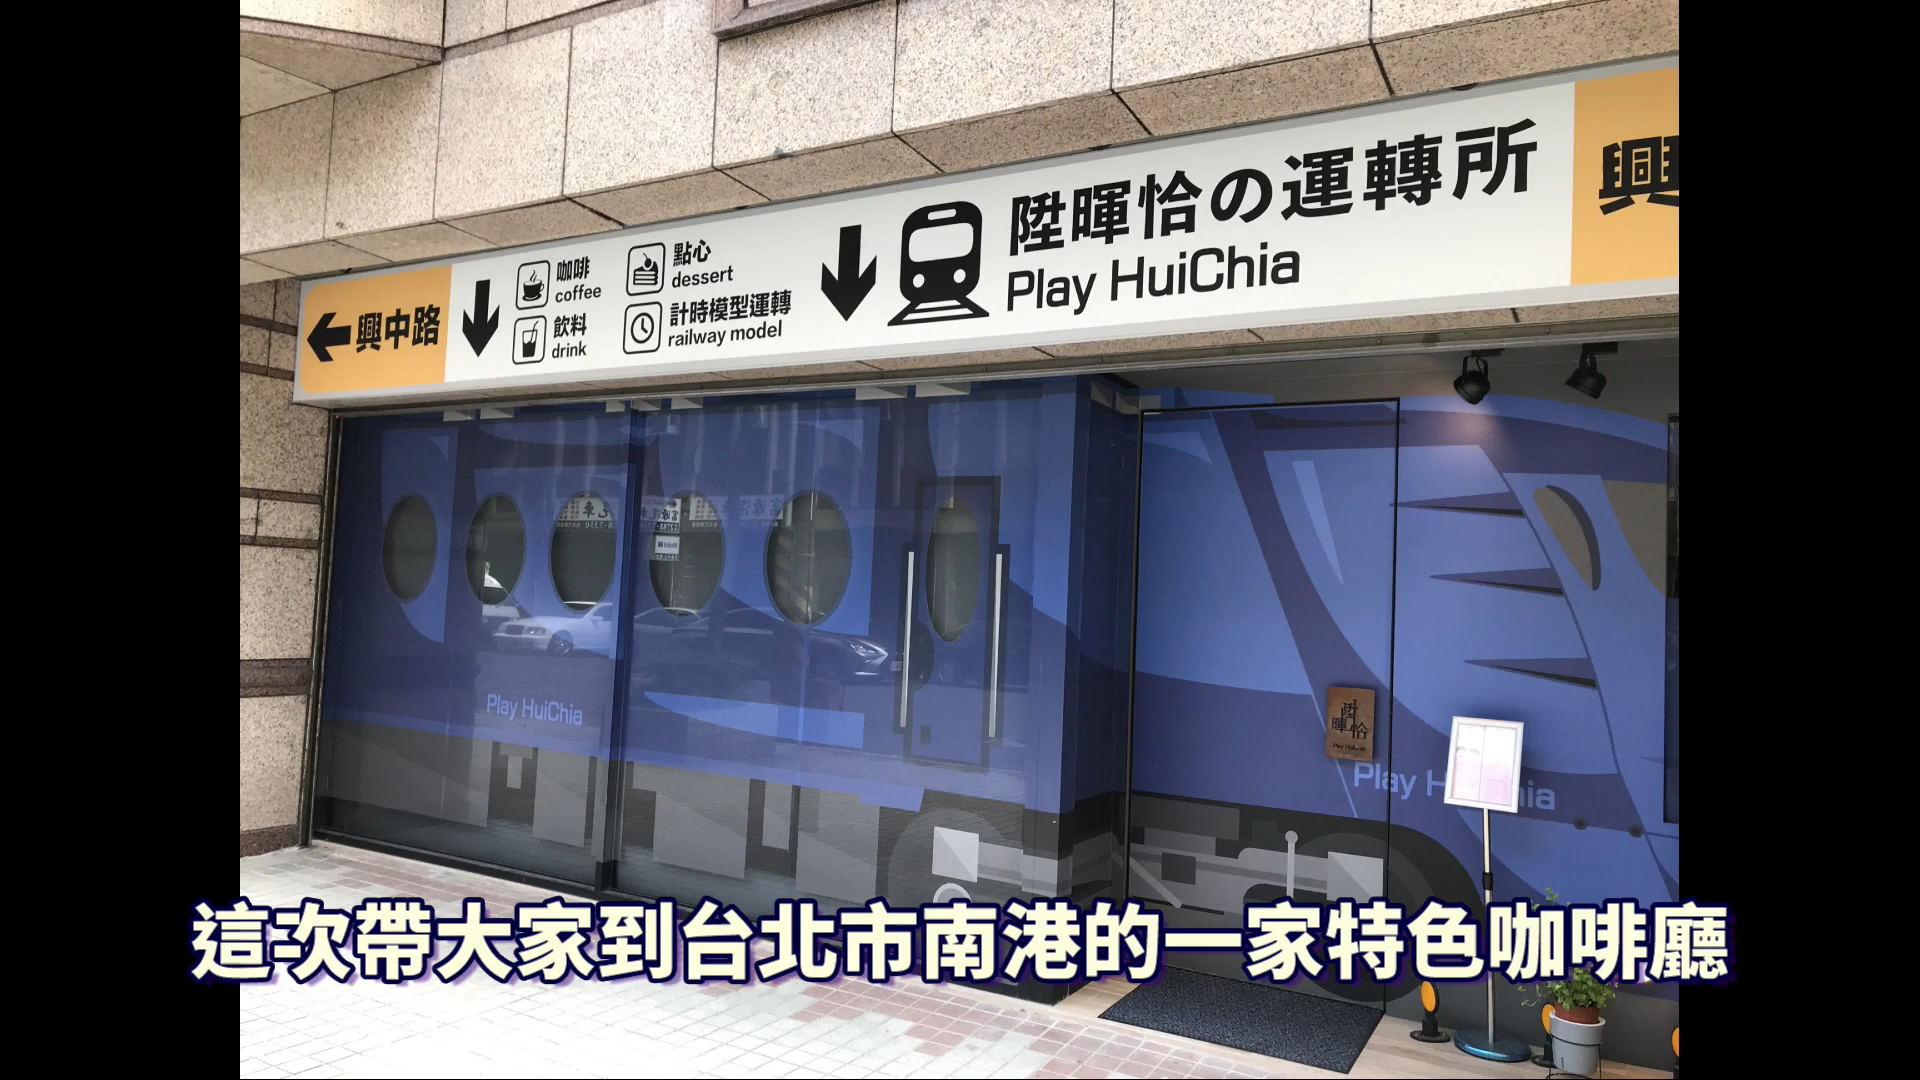 陞暉恰の運轉所
Play HuiChia
興中路
咖啡
coffee
點心
dessert
飲料
drink
計時模型運轉
railway model
興
Play HuiChia
陞
暉恰
Play HuiChia
這次帶大家到台北市南港的一家特色咖啡廳